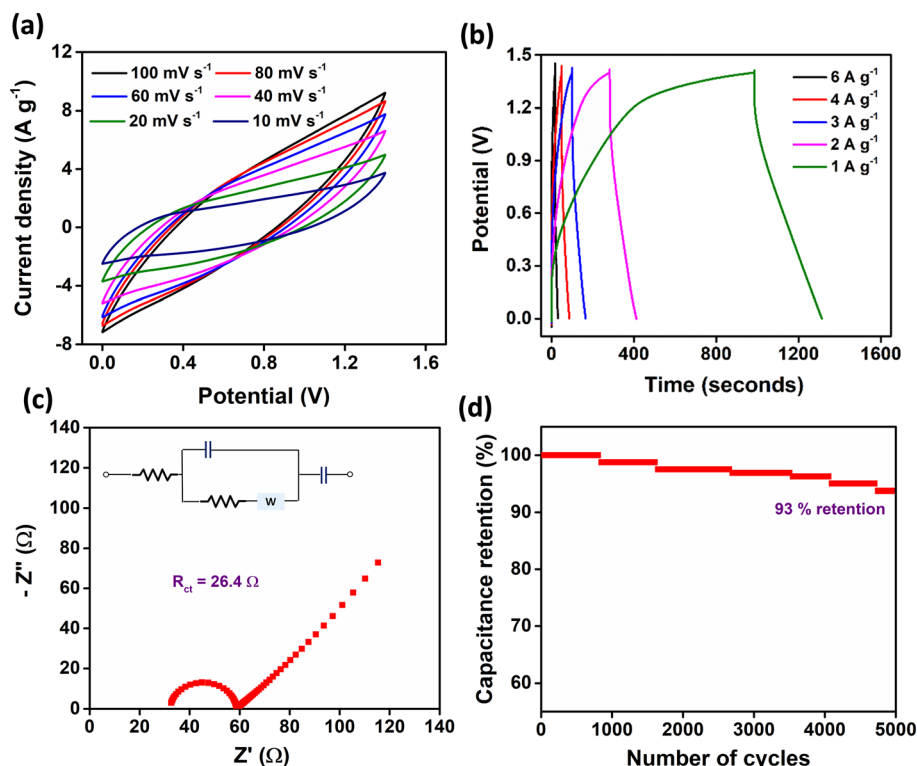 (a)
12
8
4
0
-4
-8
0.0 0.4 0.8 1.2 1.6
Current density (A g⁻¹)
Potential (V)
100 mV s⁻¹ 80 mV s⁻¹
60 mV s⁻¹ 40 mV s⁻¹
20 mV s⁻¹ 10 mV s⁻¹
(b)
1.5
1.2
0.9
0.6
0.3
0.0
0 400 800 1200 1600
Potential (V)
Time (seconds)
6 A g⁻¹
4 A g⁻¹
3 A g⁻¹
2 A g⁻¹
1 A g⁻¹
(c)
140
120
100
80
60
40
20
0
0 20 40 60 80 100 120 140
- Z" (Ω)
Z' (Ω)
W
R_ct = 26.4 Ω
(d)
100
90
80
70
60
0 1000 2000 3000 4000 5000
Capacitance retention (%)
Number of cycles
93 % retention